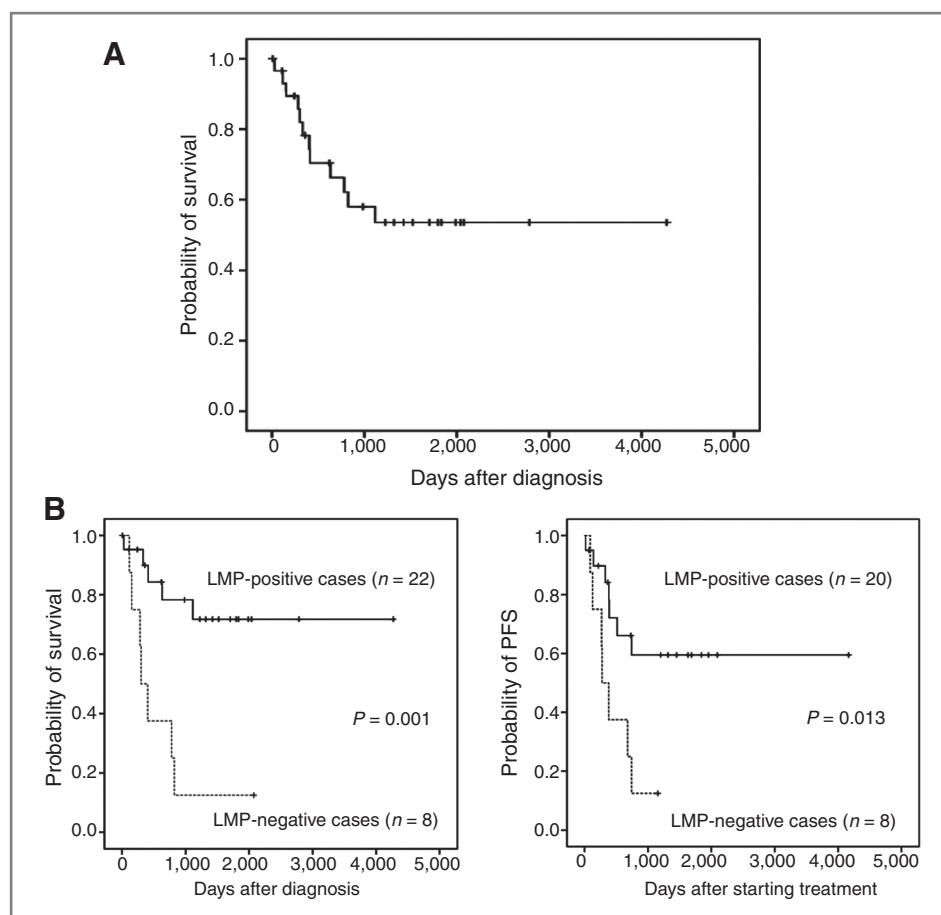 A
Probability of survival
1.0
0.8
0.6
0.4
0.2
0.0
0 1,000 2,000 3,000 4,000 5,000
Days after diagnosis
B
Probability of survival
1.0
0.8
0.6
0.4
0.2
0.0
LMP-positive cases (n = 22)
P = 0.001
LMP-negative cases (n = 8)
0 1,000 2,000 3,000 4,000 5,000
Days after diagnosis
Probability of PFS
1.0
0.8
0.6
0.4
0.2
0.0
LMP-positive cases (n = 20)
P = 0.013
LMP-negative cases (n = 8)
0 1,000 2,000 3,000 4,000 5,000
Days after starting treatment